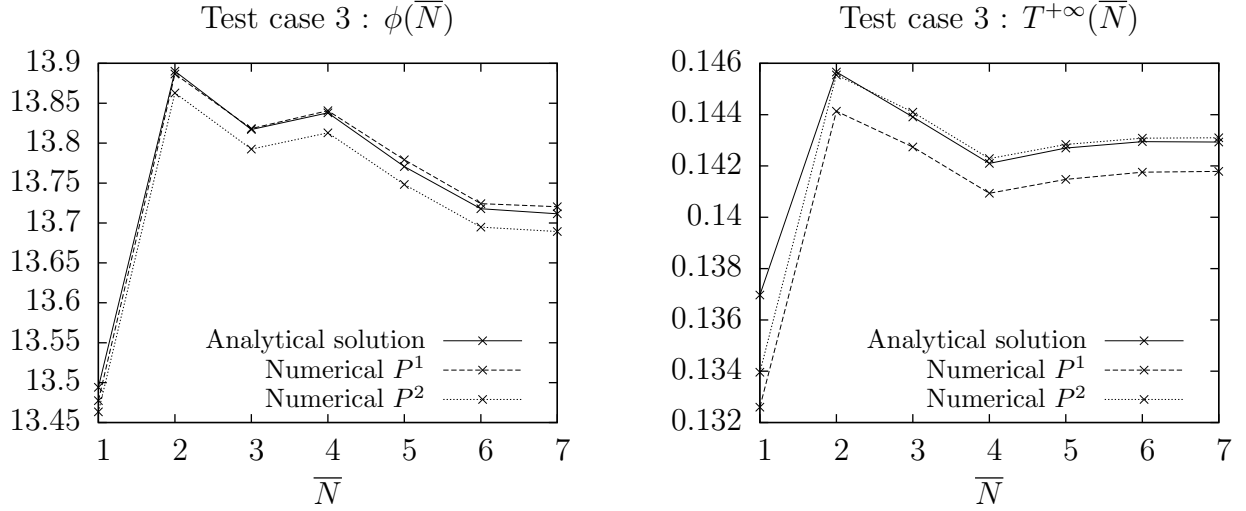 Test case 3 : ϕ(N̅)
13.9
13.85
13.8
13.75
13.7
13.65
13.6
13.55
13.5
13.45
Analytical solution
Numerical P¹
Numerical P²
1 2 3 4 5 6 7
N̅
Test case 3 : T⁺∞(N̅)
0.146
0.144
0.142
0.14
0.138
0.136
0.134
0.132
Analytical solution
Numerical P¹
Numerical P²
1 2 3 4 5 6 7
N̅